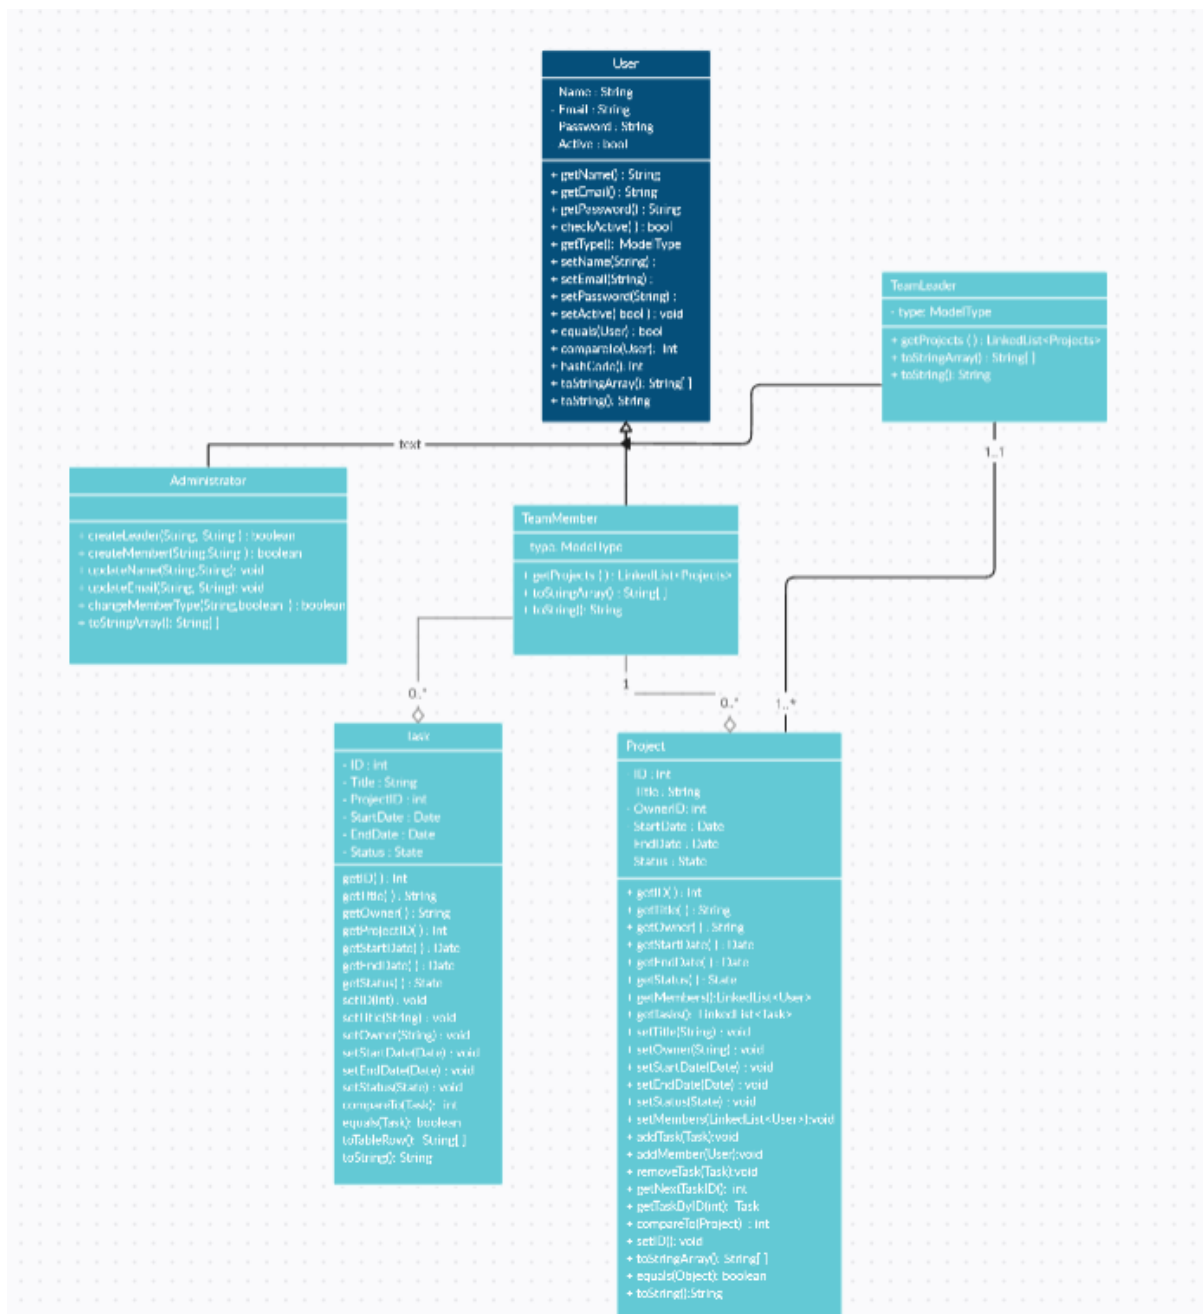 User
Name : String
- Email : String
Password : String
Active : bool
+ getName() : String
+ getEmail() : String
+ getPassword() : String
+ checkActive( ) : bool
+ getType(): ModelType
+ setName(String) :
+ setEmail(String) :
+ setPassword(String) :
+ setActive( bool ) : void
+ equals(User) : bool
+ compareTo(User): int
+ hashCode(): int
+ toStringArray(): String[ ]
+ toString(): String
TeamLeader
- type: ModelType
+ getProjects ( ) : LinkedList<Projects>
+ toStringArray() : String[ ]
+ toString(): String
text
1..1
Administrator
+ createLeader(String, String ) : boolean
+ createMember(String,String ) : boolean
+ updateName(String,String): void
+ updateEmail(String, String): void
+ changeMemberType(String,boolean ) : boolean
+ toStringArray(): String[ ]
TeamMember
type: ModelType
+ getProjects ( ) : LinkedList<Projects>
+ toStringArray() : String[ ]
+ toString(): String
0..*
1
0..*
1..*
Task
- ID : int
- Title : String
- ProjectID : int
- StartDate : Date
- EndDate : Date
- Status : State
getID( ) : int
getTitle( ) : String
getOwner( ) : String
getProjectID( ) : int
getStartDate( ) : Date
getEndDate( ) : Date
getStatus( ) : State
setID(int) : void
setTitle(String) : void
setOwner(String) : void
setStartDate(Date) : void
setEndDate(Date) : void
setStatus(State) : void
compareTo(Task): int
equals(Task): boolean
toTableRow(): String[ ]
toString(): String
Project
- ID : int
Title : String
- OwnerID: int
StartDate : Date
EndDate : Date
Status : State
+ getID( ) : int
+ getTitle( ) : String
+ getOwner( ) : String
+ getStartDate( ) : Date
+ getEndDate( ) : Date
+ getStatus( ) : State
+ getMembers():LinkedList<User>
+ getTasks(): LinkedList<Task>
+ setTitle(String) : void
+ setOwner(String) : void
+ setStartDate(Date) : void
+ setEndDate(Date) : void
+ setStatus(State) : void
+ setMembers(LinkedList<User>):void
+ addTask(Task):void
+ addMember(User):void
+ removeTask(Task):void
+ getNextTaskID(): int
+ getTaskByID(int): Task
+ compareTo(Project) : int
+ setID(): void
+ toStringArray(): String[ ]
+ equals(Object): boolean
+ toString():String